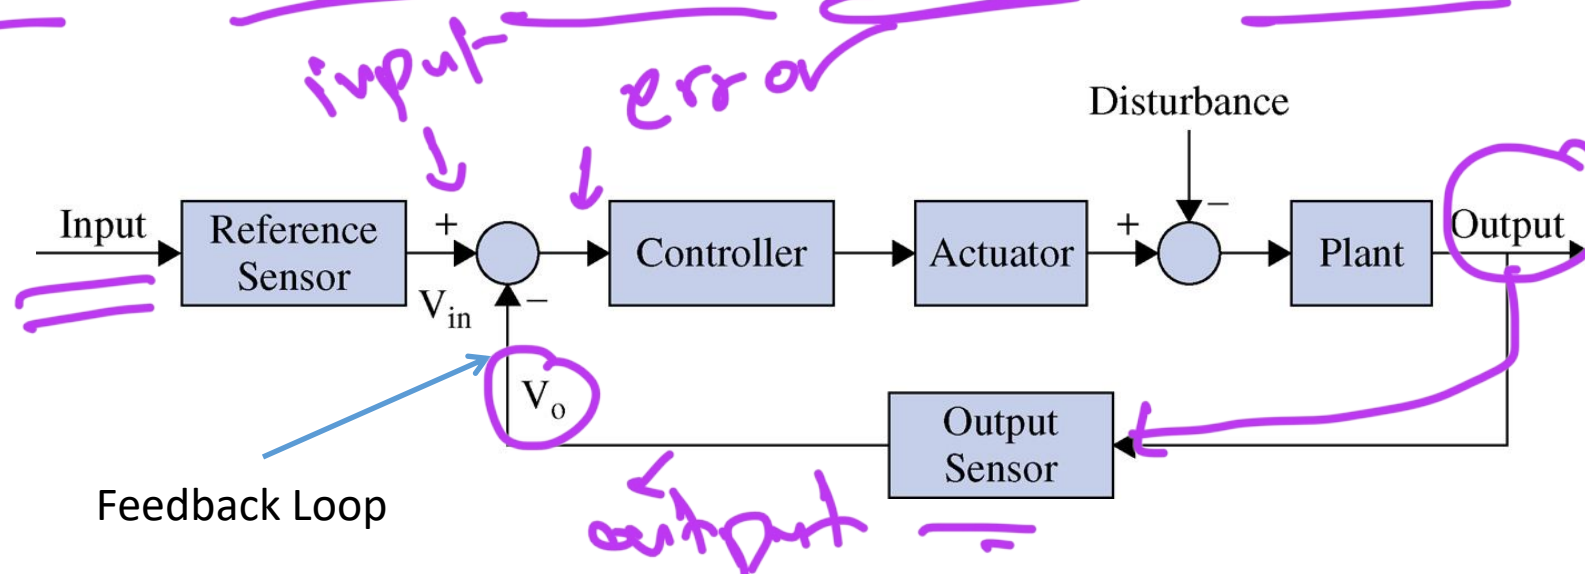 input
error
Disturbance
Input
Reference
Sensor
+
Controller
Actuator
+
−
Plant
Output
Vin
−
Vo
Output
Sensor
Feedback Loop
output